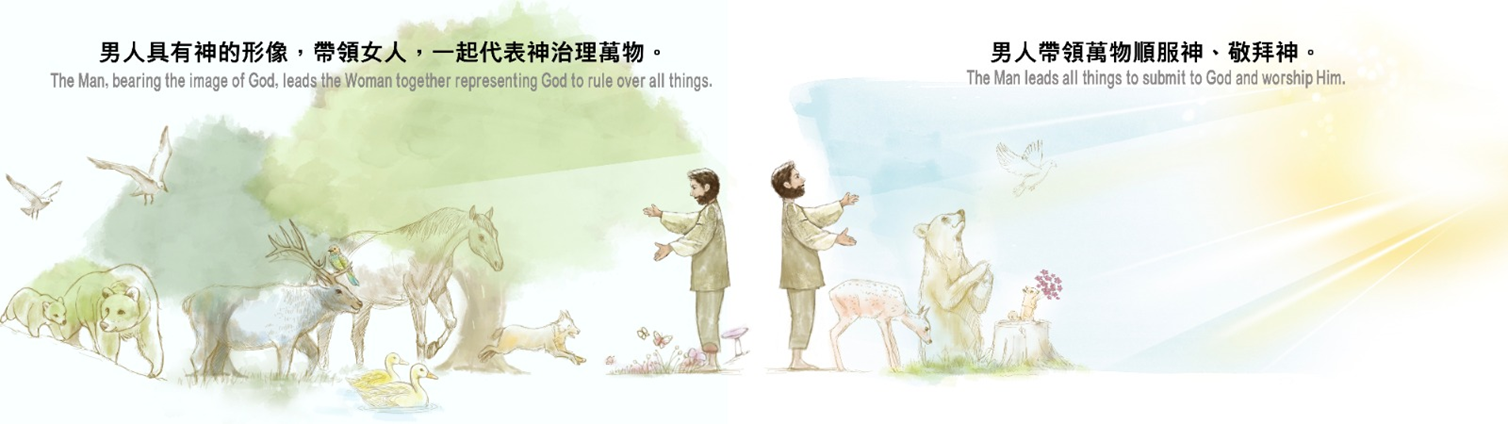 男人具有神的形像，帶領女人，一起代表神治理萬物。
The Man, bearing the image of God, leads the Woman together representing God to rule over all things.
男人帶領萬物順服神、敬拜神。
The Man leads all things to submit to God and worship Him.